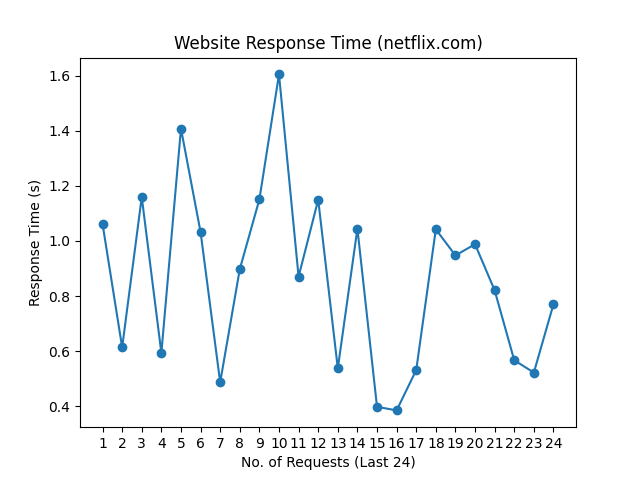 Website Response Time (netflix.com)
Response Time (s)
1.6
1.4
1.2
1.0
0.8
0.6
0.4
1 2 3 4 5 6 7 8 9 10 11 12 13 14 15 16 17 18 19 20 21 22 23 24
No. of Requests (Last 24)